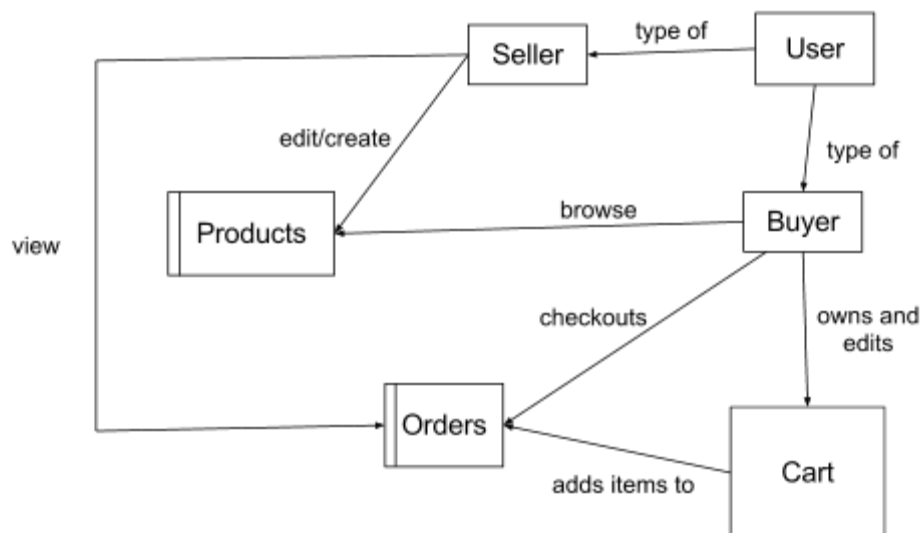 type of
Seller
User
edit/create
type of
Products
browse
Buyer
view
checkouts
owns and
edits
Orders
Cart
adds items to